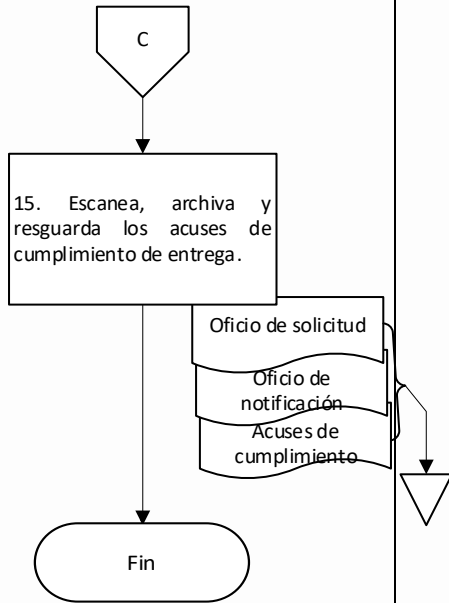 C
15. Escanea, archiva y
resguarda los acuses de
cumplimiento de entrega.
Oficio de solicitud
Oficio de
notificación
Acuses de
cumplimiento
Fin